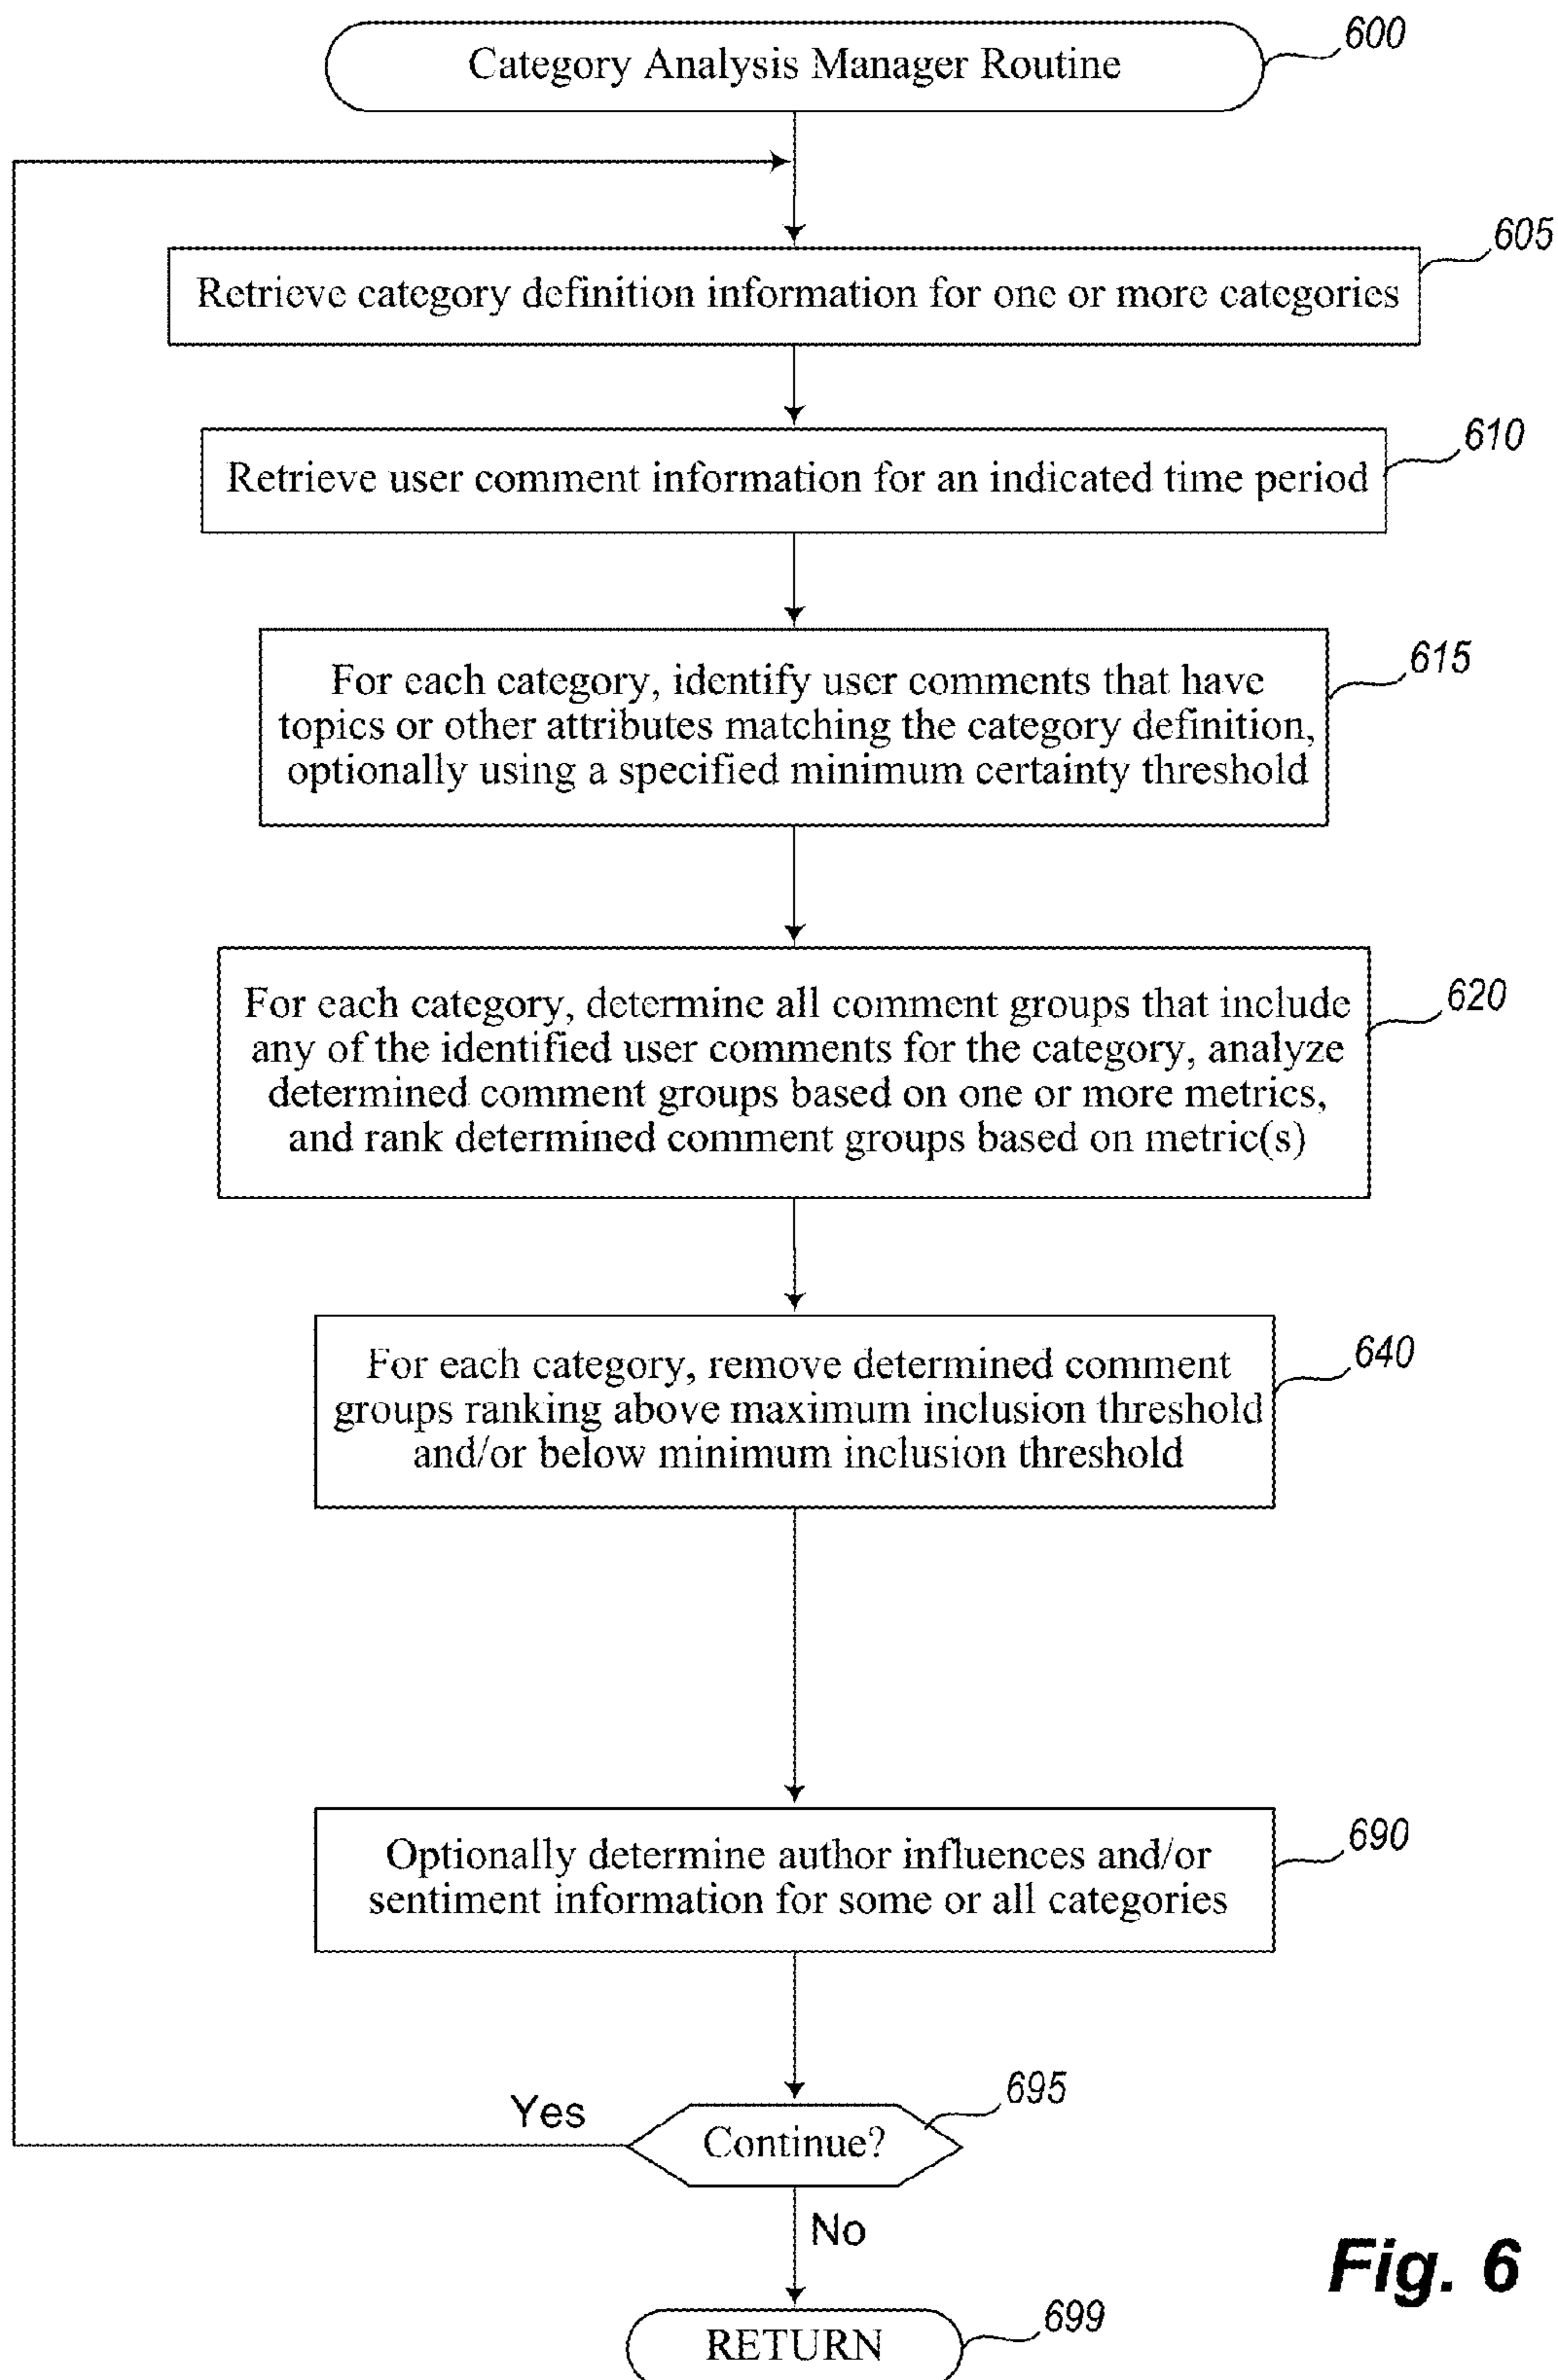 Category Analysis Manager Routine
600
605
Retrieve category definition information for one or more categories
610
Retrieve user comment information for an indicated time period
615
For each category, identify user comments that have
topics or other attributes matching the category definition,
optionally using a specified minimum certainty threshold
620
For each category, determine all comment groups that include
any of the identified user comments for the category, analyze
determined comment groups based on one or more metrics,
and rank determined comment groups based on metric(s)
640
For each category, remove determined comment
groups ranking above maximum inclusion threshold
and/or below minimum inclusion threshold
690
Optionally determine author influences and/or
sentiment information for some or all categories
695
Yes
Continue?
No
Fig. 6
699
RETURN